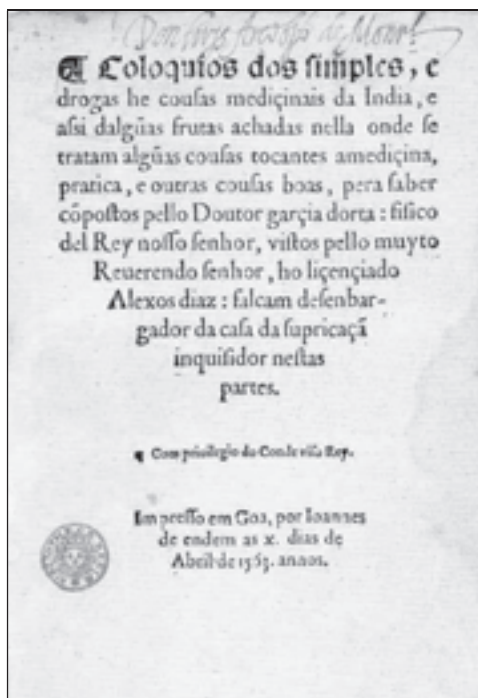 ¶ Coloquios dos ſimples, e
drogas he couſas mediçinais da India, e
aſsi dalgũas frutas achadas nella onde ſe
tratam algũas couſas tocantes amediçina,
pratica, e outras couſas boas, pera ſaber
cõpoſtos pello Doutor garçia dorta: fiſico
del Rey noſſo ſenhor, viſtos pello muyto
Reuerendo ſenhor, ho liçençiado
Alexos diaz: falcam deſenbar-
gador da caſa da ſupricaçã
inquiſidor neſtas
partes.
¶ Com priuilegio do Conde viſo Rey.
Impreſſo em Goa, por Ioannes
de endem as x. dias de
Abril de 1563. annos.